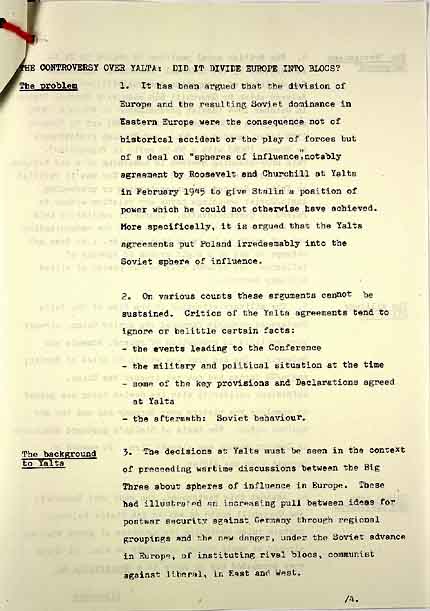 THE CONTROVERSY OVER YALTA: DID IT DIVIDE EUROPE INTO BLOCS?
The problem
1. It has been argued that the division of
Europe and the resulting Soviet dominance in
Eastern Europe were the consequence not of
historical accident or the play of forces but
of a deal on "spheres of influence", notably
agreement by Roosevelt and Churchill at Yalta
in February 1945 to give Stalin a position of
power which he could not otherwise have achieved.
More specifically, it is argued that the Yalta
agreements put Poland irredeemably into the
Soviet sphere of influence.
2. On various counts these arguments cannot be
sustained. Critics of the Yalta agreements tend to
ignore or belittle certain facts:
- the events leading to the Conference
- the military and political situation at the time
- some of the key provisions and Declarations agreed
at Yalta
- the aftermath: Soviet behaviour.
The background
to Yalta
3. The decisions at Yalta must be seen in the context
of preceeding wartime discussions between the Big
Three about spheres of influence in Europe. These
had illustrated an increasing pull between ideas for
postwar security against Germany through regional
groupings and the new danger, under the Soviet advance
in Europe, of instituting rival blocs, communist
against liberal, in East and West.
/4.